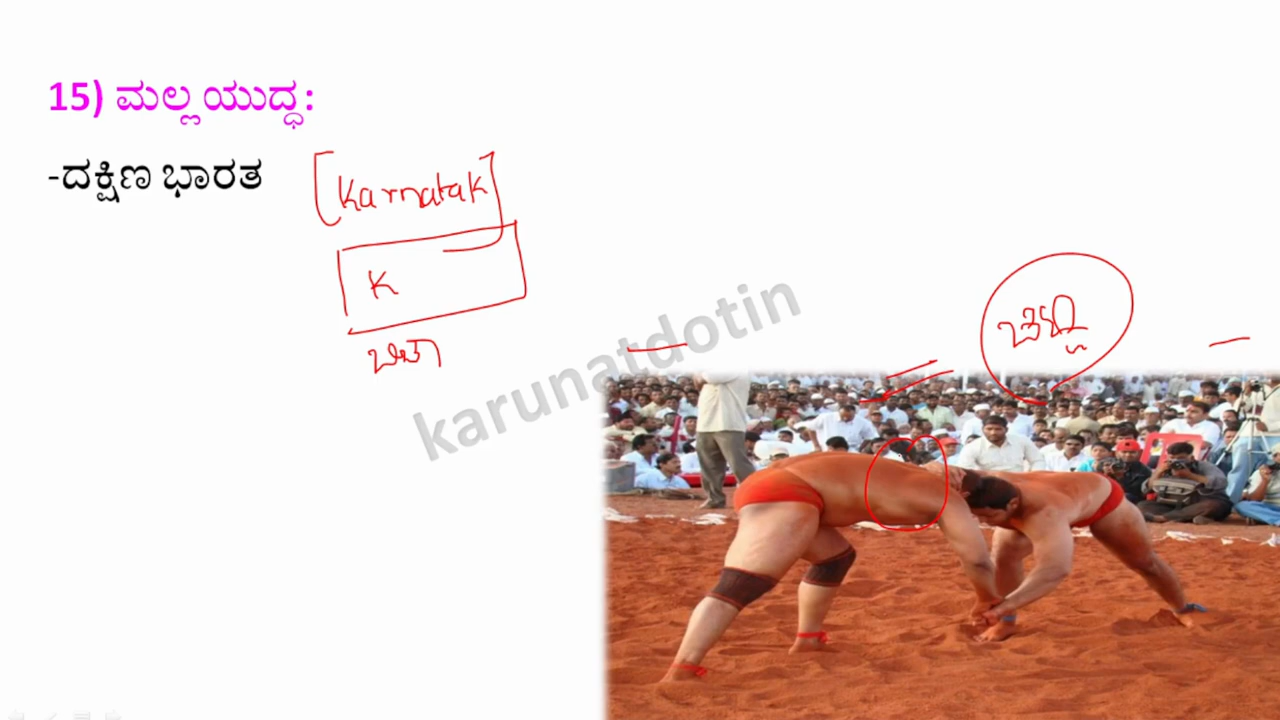 15) ಮಲ್ಲಯುದ್ಧ:
-ದಕ್ಷಿಣ ಭಾರತ
[Karnatak]
K
karunatdotin